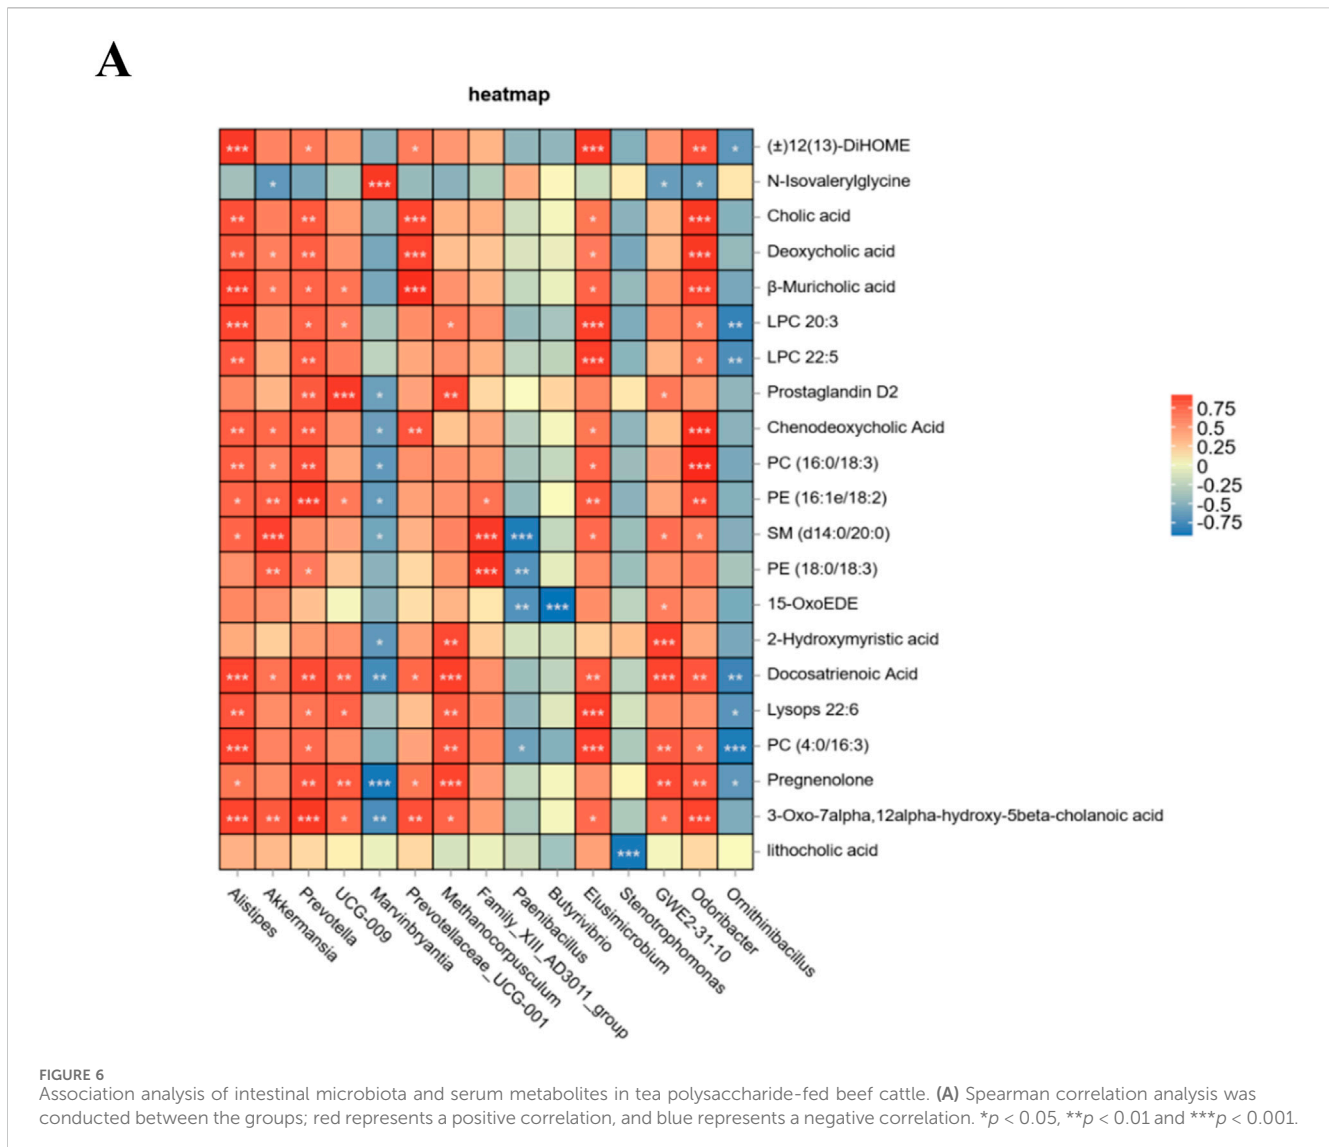 A
heatmap
*** * * *** ** * (±)12(13)-DiHOME
* *** * * N-Isovalerylglycine
** ** *** * *** Cholic acid
** * ** *** * *** Deoxycholic acid
*** * * * *** * *** β-Muricholic acid
*** * * * *** * ** LPC 20:3
** ** *** * ** LPC 22:5
** *** * ** * Prostaglandin D2
** * ** * ** * *** Chenodeoxycholic Acid
** * ** * * *** PC (16:0/18:3)
* ** *** * * * ** ** PE (16:1e/18:2)
* *** * *** *** * * * SM (d14:0/20:0)
** * *** ** PE (18:0/18:3)
** *** * 15-OxoEDE
* ** *** 2-Hydroxymyristic acid
*** * ** ** ** * *** ** *** ** ** Docosatrienoic Acid
** * * ** *** * Lysops 22:6
*** * ** * *** ** * *** PC (4:0/16:3)
* ** ** *** * *** ** ** * Pregnenolone
*** ** *** * ** ** * * * *** 3-Oxo-7alpha,12alpha-hydroxy-5beta-cholanoic acid
*** lithocholic acid
0.75
0.5
0.25
0
-0.25
-0.5
-0.75
Alistipes
Akkermansia
Prevotella
UCG-009
Marvinbryantia
Prevotellaceae_UCG-001
Methanocorpusculum
Family_XIII_AD3011_group
Paenibacillus
Butyrivibrio
Elusimicrobium
Stenotrophomonas
GWE2-31-10
Odoribacter
Ornithinibacillus
FIGURE 6
Association analysis of intestinal microbiota and serum metabolites in tea polysaccharide-fed beef cattle. (A) Spearman correlation analysis was
conducted between the groups; red represents a positive correlation, and blue represents a negative correlation. *p < 0.05, **p < 0.01 and ***p < 0.001.